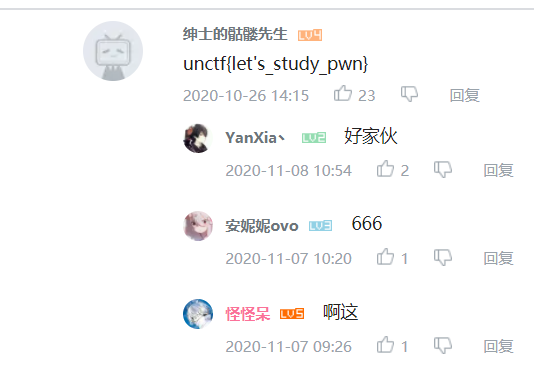 绅士的骷髅先生 LV4
unctf{let's_study_pwn}
2020-10-26 14:15 23 回复
YanXia丶 LV2 好家伙
2020-11-08 10:54 2 回复
安妮妮ovo LV3 666
2020-11-07 10:20 1 回复
怪怪呆 LV5 啊这
2020-11-07 09:26 1 回复